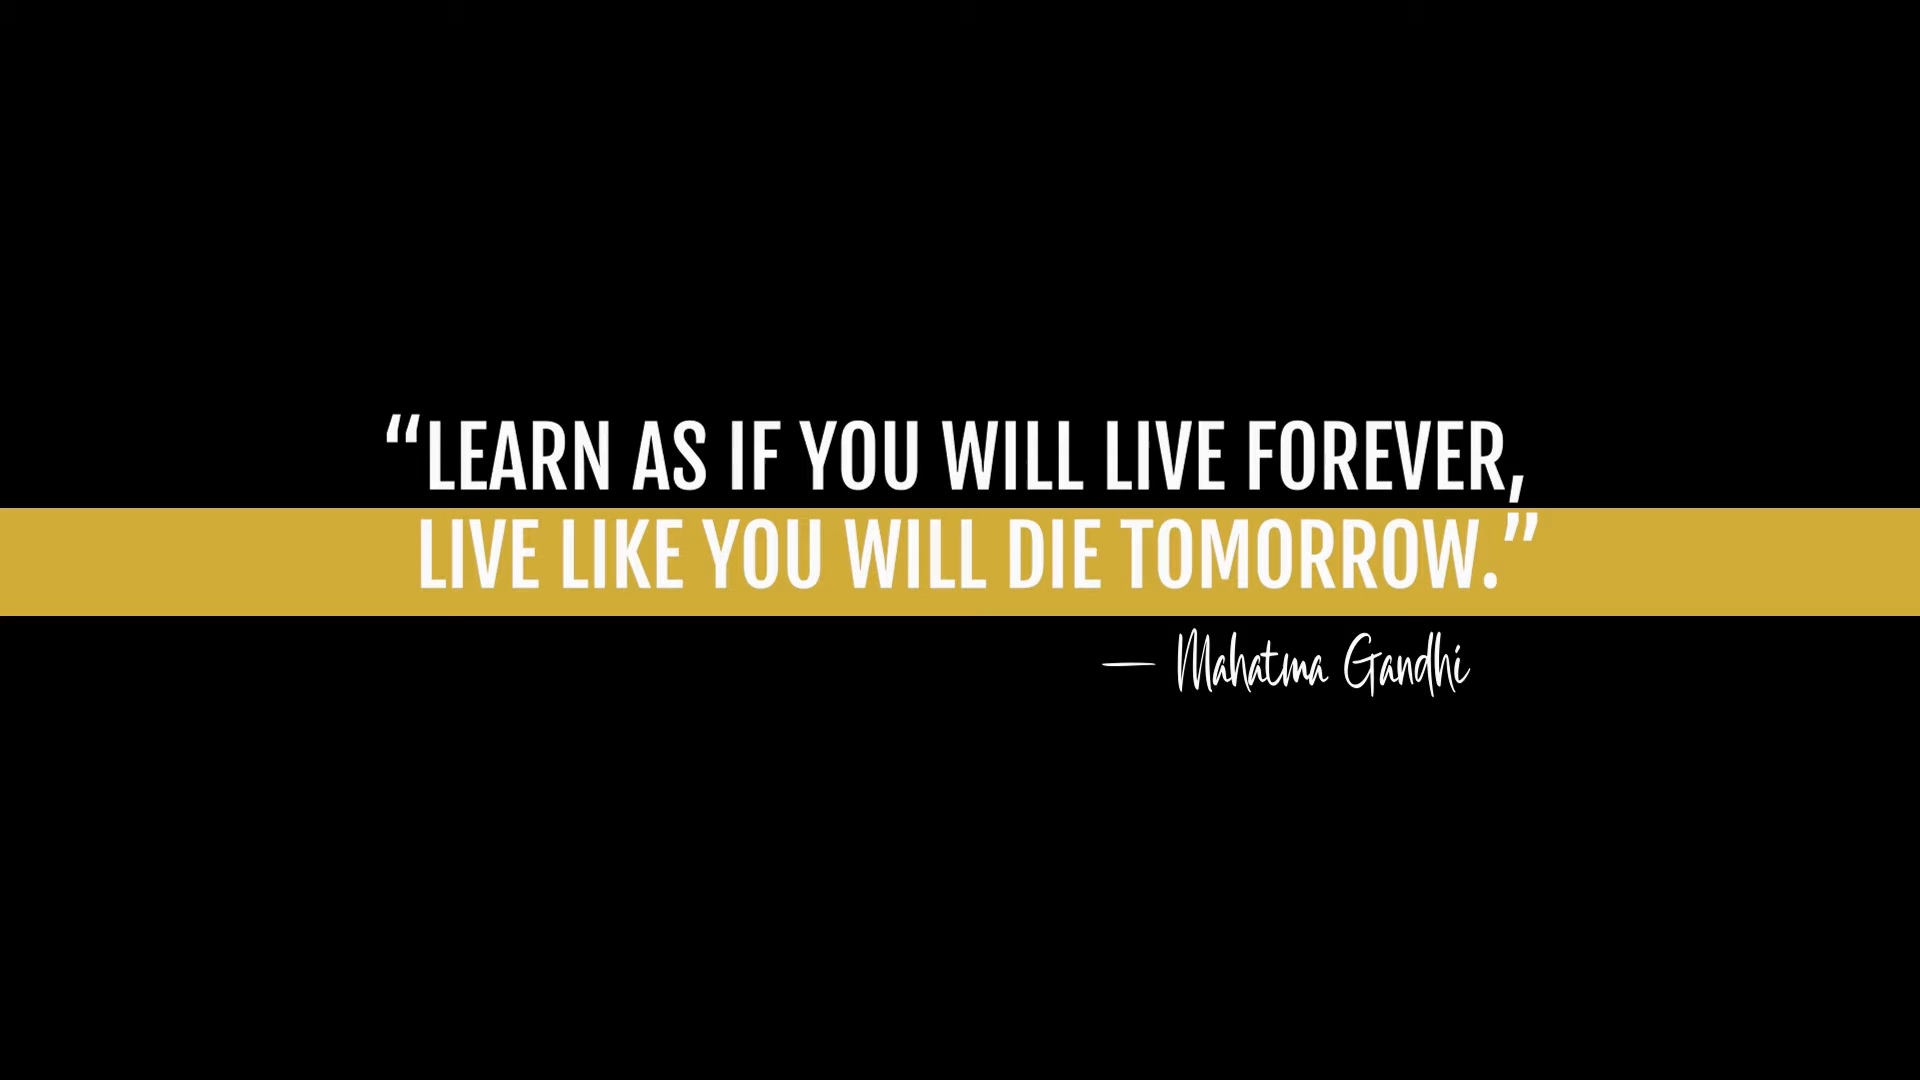 “LEARN AS IF YOU WILL LIVE FOREVER,
LIVE LIKE YOU WILL DIE TOMORROW.”
— Mahatma Gandhi